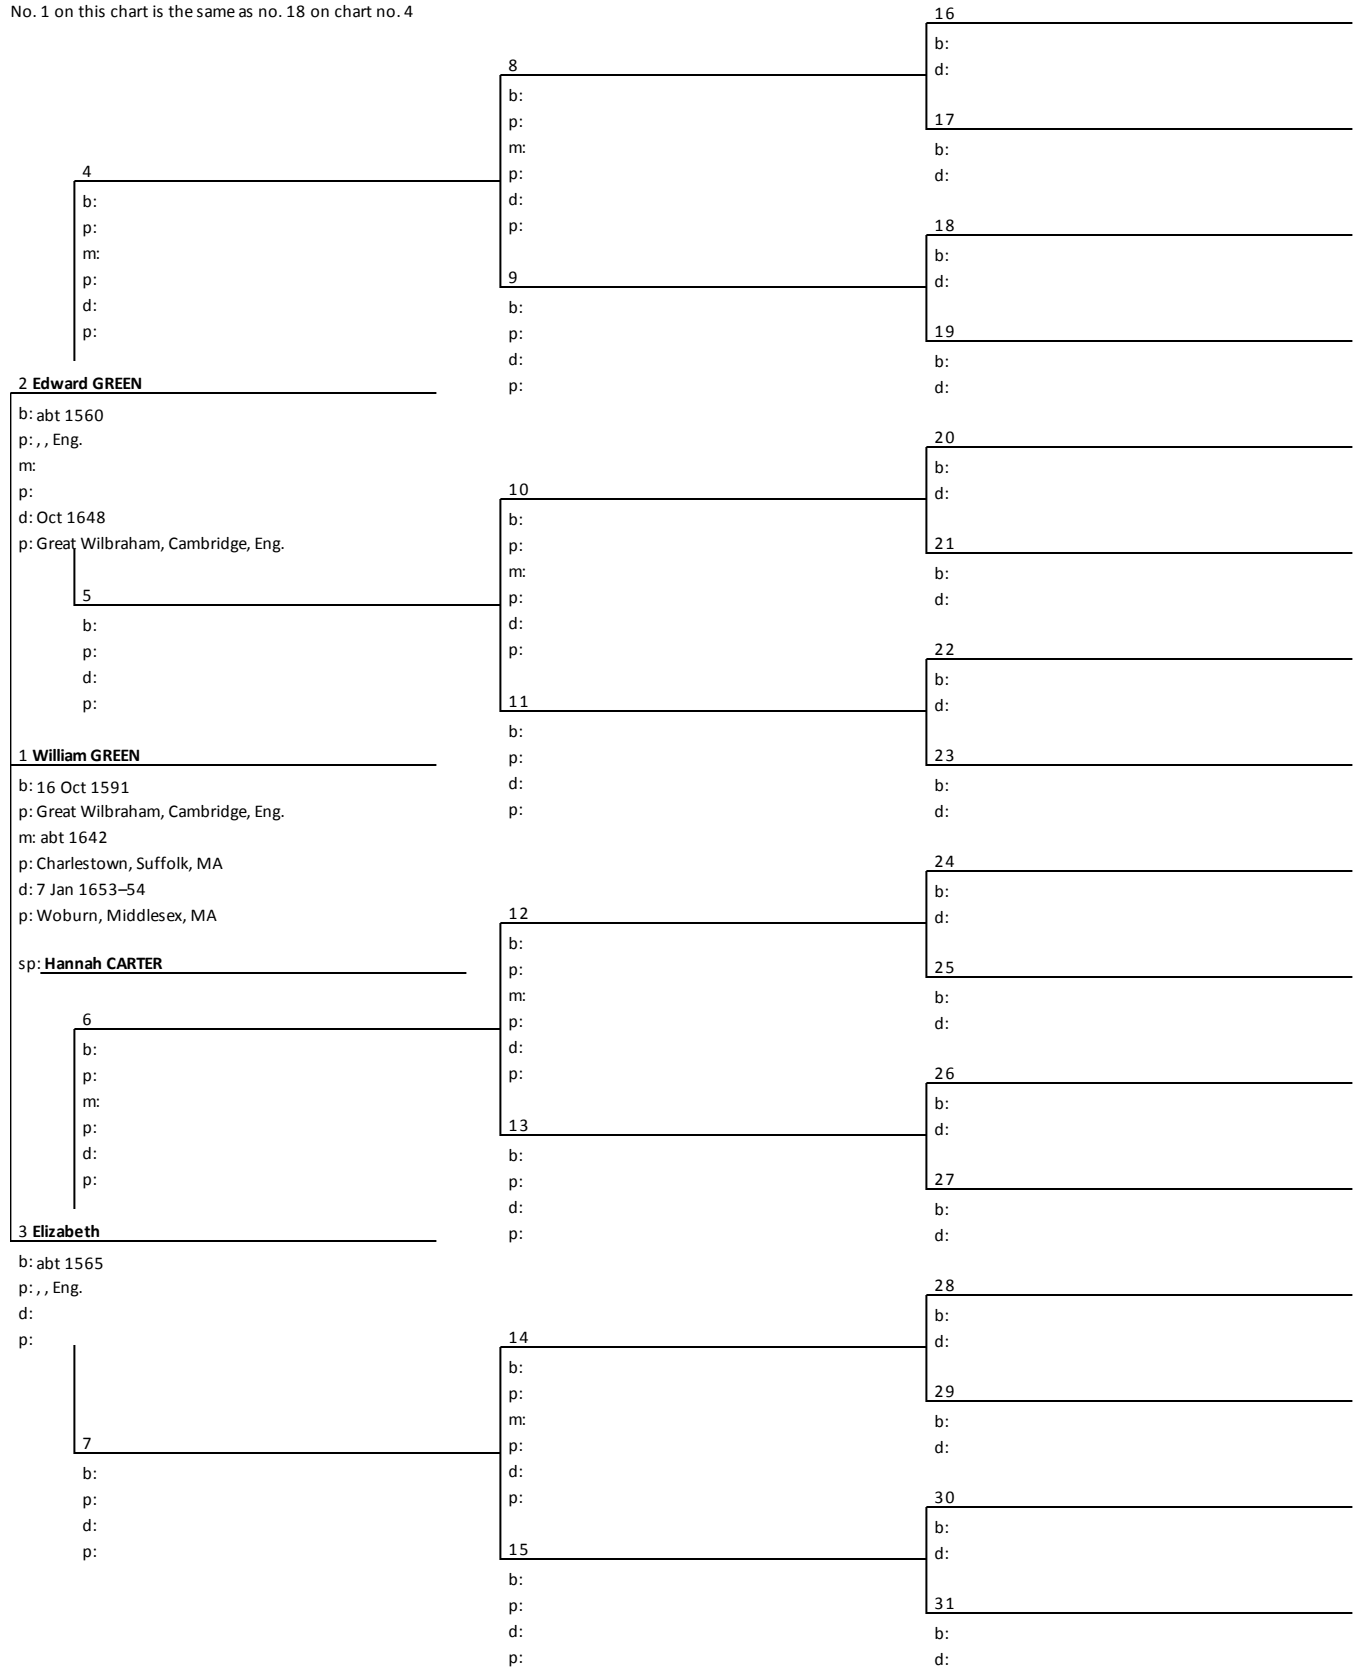 No. 1 on this chart is the same as no. 18 on chart no. 4
2 Edward GREEN
b: abt 1560
p: , , Eng.
m:
p:
d: Oct 1648
p: Great Wilbraham, Cambridge, Eng.
1 William GREEN
b: 16 Oct 1591
p: Great Wilbraham, Cambridge, Eng.
m: abt 1642
p: Charlestown, Suffolk, MA
d: 7 Jan 1653–54
p: Woburn, Middlesex, MA
sp: Hannah CARTER
3 Elizabeth
b: abt 1565
p: , , Eng.
d:
p:
4
b:
p:
m:
p:
d:
p:
5
b:
p:
d:
p:
6
b:
p:
m:
p:
d:
p:
7
b:
p:
d:
p:
8
b:
p:
m:
p:
d:
p:
9
b:
p:
d:
p:
10
b:
p:
m:
p:
d:
p:
11
b:
p:
d:
p:
12
b:
p:
m:
p:
d:
p:
13
b:
p:
d:
p:
14
b:
p:
m:
p:
d:
p:
15
b:
p:
d:
p:
16
b:
d:
17
b:
d:
18
b:
d:
19
b:
d:
20
b:
d:
21
b:
d:
22
b:
d:
23
b:
d:
24
b:
d:
25
b:
d:
26
b:
d:
27
b:
d:
28
b:
d:
29
b:
d:
30
b:
d:
31
b:
d: